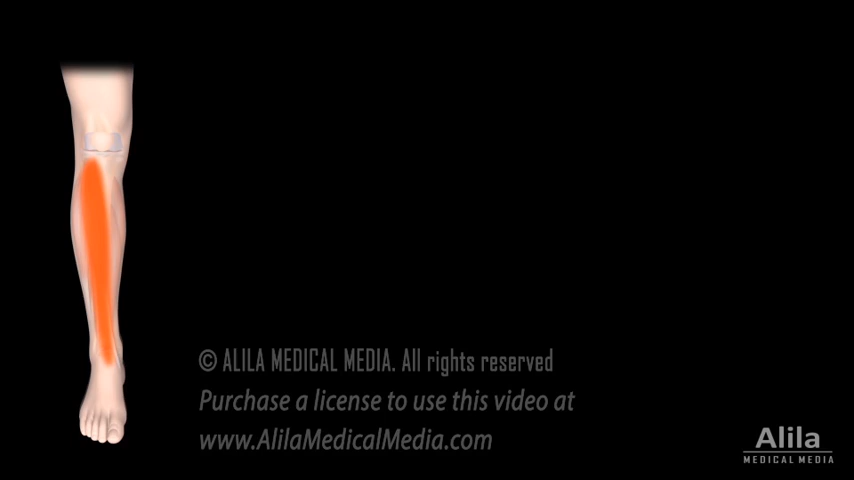 © ALILA MEDICAL MEDIA. All rights reserved
Purchase a license to use this video at
www.AlilaMedicalMedia.com
Alila
MEDICAL MEDIA